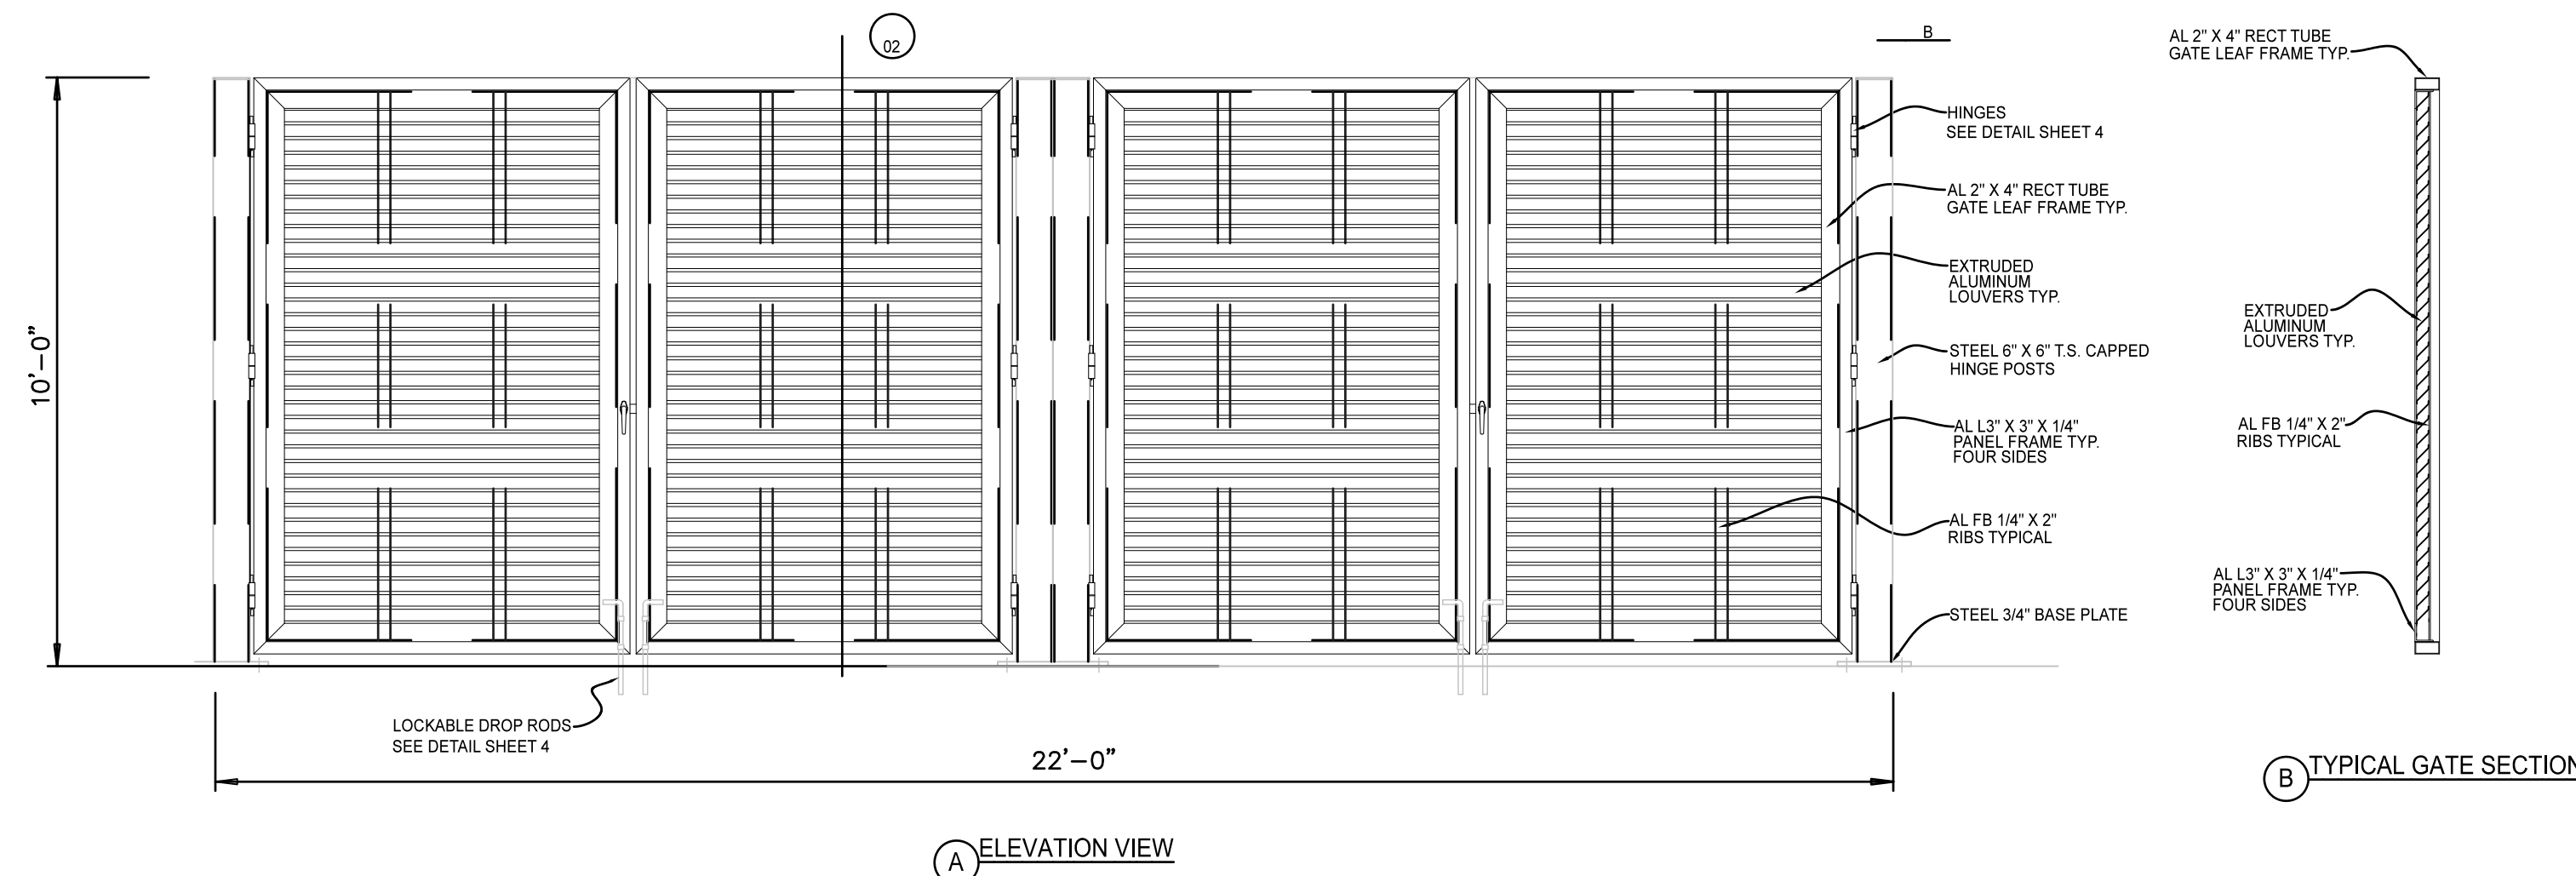 02
B
10'-0"
HINGES
SEE DETAIL SHEET 4
AL 2" X 4" RECT TUBE
GATE LEAF FRAME TYP.
EXTRUDED
ALUMINUM
LOUVERS TYP.
STEEL 6" X 6" T.S. CAPPED
HINGE POSTS
AL L3" X 3" X 1/4"
PANEL FRAME TYP.
FOUR SIDES
AL FB 1/4" X 2"
RIBS TYPICAL
STEEL 3/4" BASE PLATE
LOCKABLE DROP RODS
SEE DETAIL SHEET 4
22'-0"
A ELEVATION VIEW
AL 2" X 4" RECT TUBE
GATE LEAF FRAME TYP.
EXTRUDED
ALUMINUM
LOUVERS TYP.
AL FB 1/4" X 2"
RIBS TYPICAL
AL L3" X 3" X 1/4"
PANEL FRAME TYP.
FOUR SIDES
B TYPICAL GATE SECTION